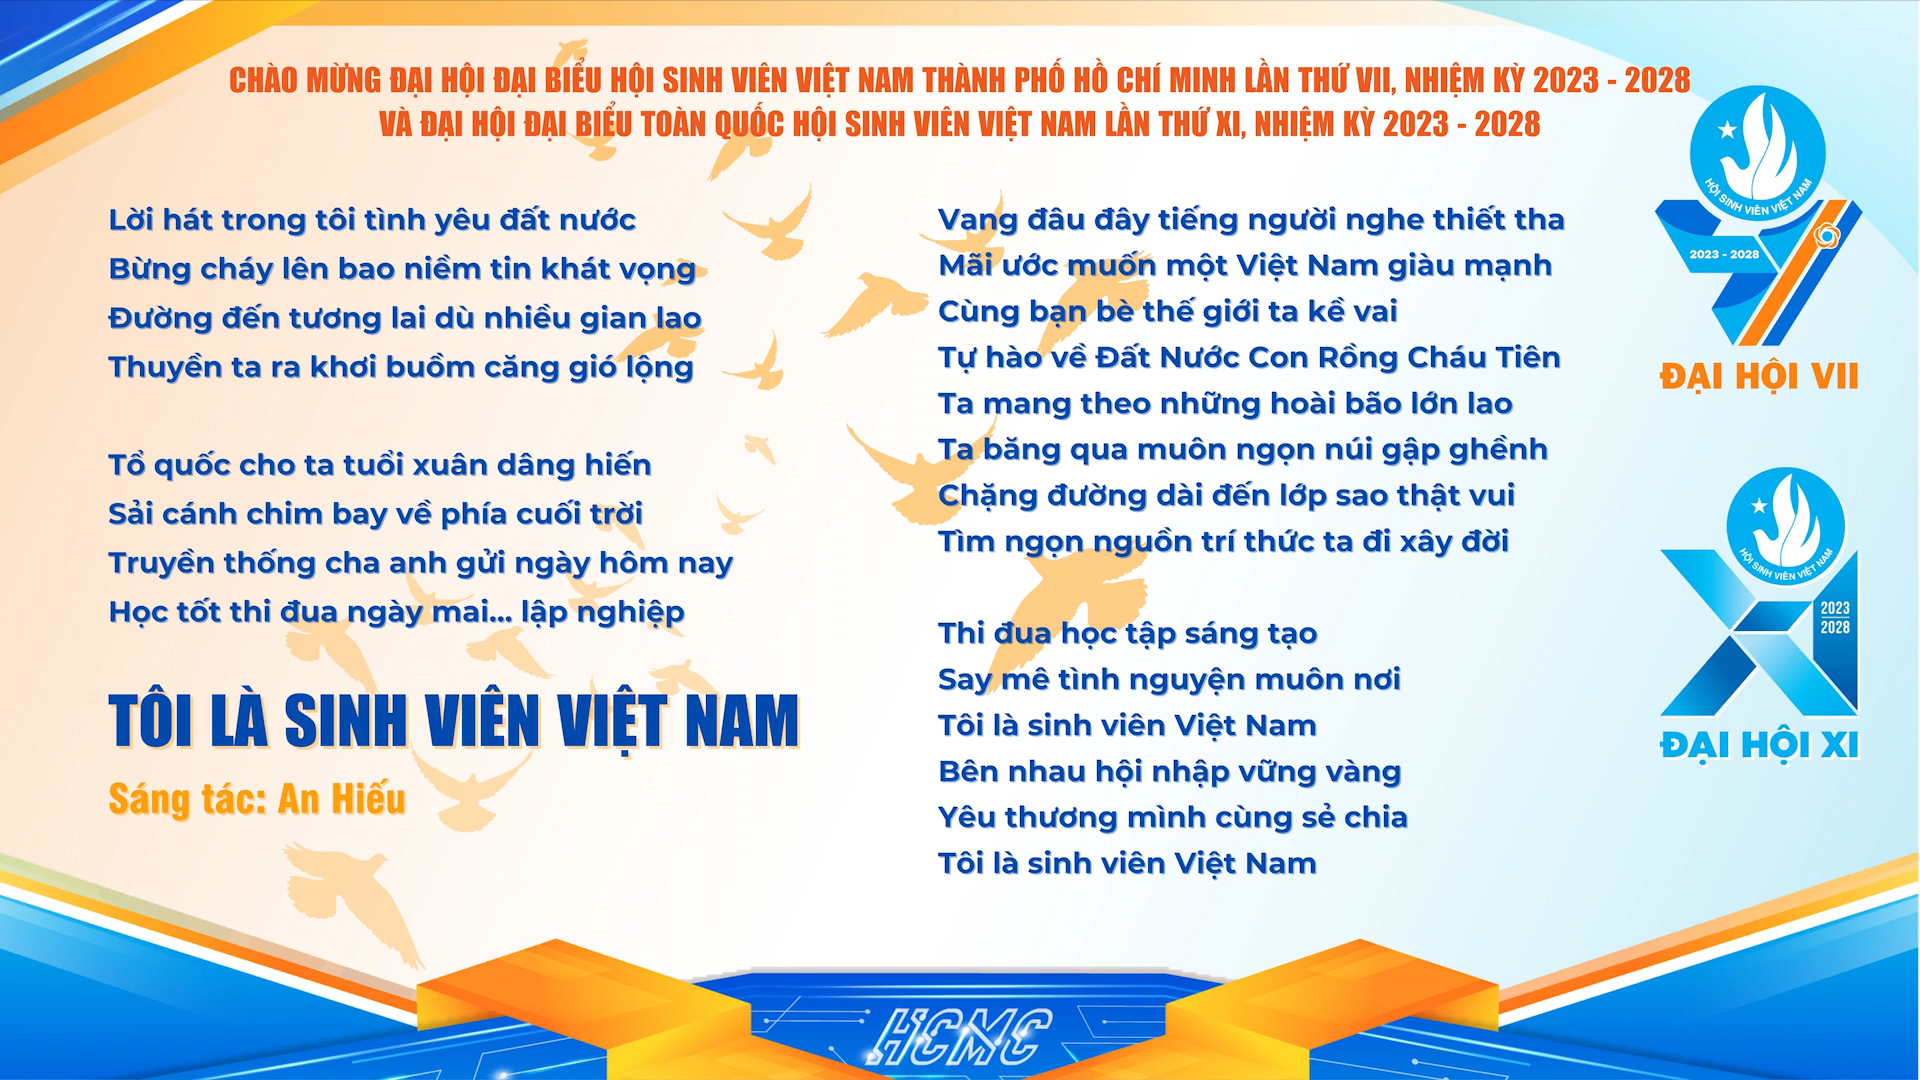 CHÀO MỪNG ĐẠI HỘI ĐẠI BIỂU HỘI SINH VIÊN VIỆT NAM THÀNH PHỐ HỒ CHÍ MINH LẦN THỨ VII, NHIỆM KỲ 2023 - 2028
VÀ ĐẠI HỘI ĐẠI BIỂU TOÀN QUỐC HỘI SINH VIÊN VIỆT NAM LẦN THỨ XI, NHIỆM KỲ 2023 - 2028
Lời hát trong tôi tình yêu đất nước
Bừng cháy lên bao niềm tin khát vọng
Đường đến tương lai dù nhiều gian lao
Thuyền ta ra khơi buồm căng gió lộng
Tổ quốc cho ta tuổi xuân dâng hiến
Sải cánh chim bay về phía cuối trời
Truyền thống cha anh gửi ngày hôm nay
Học tốt thi đua ngày mai... lập nghiệp
TÔI LÀ SINH VIÊN VIỆT NAM
Sáng tác: An Hiếu
Vang đâu đây tiếng người nghe thiết tha
Mãi ước muốn một Việt Nam giàu mạnh
Cùng bạn bè thế giới ta kề vai
Tự hào về Đất Nước Con Rồng Cháu Tiên
Ta mang theo những hoài bão lớn lao
Ta băng qua muôn ngọn núi gập ghềnh
Chặng đường dài đến lớp sao thật vui
Tìm ngọn nguồn trí thức ta đi xây đời
Thi đua học tập sáng tạo
Say mê tình nguyện muôn nơi
Tôi là sinh viên Việt Nam
Bên nhau hội nhập vững vàng
Yêu thương mình cùng sẻ chia
Tôi là sinh viên Việt Nam
HỘI SINH VIÊN VIỆT NAM
2023 - 2028
ĐẠI HỘI VII
HỘI SINH VIÊN VIỆT NAM
XI
2023
2028
ĐẠI HỘI XI
HCMC